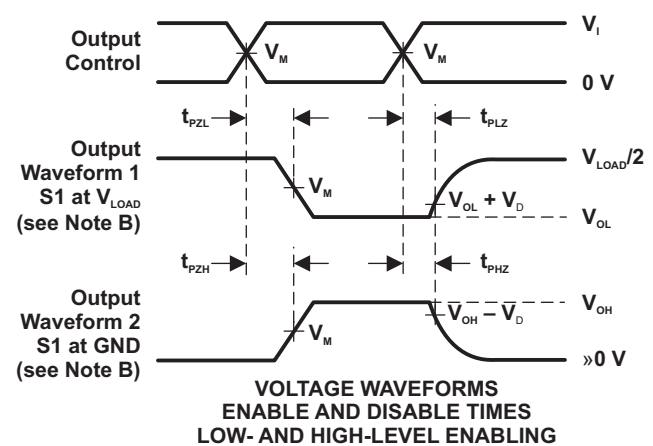 Output
Control
V_M
V_M
V_I
0 V
t_PZL
t_PLZ
Output
Waveform 1
S1 at V_LOAD
(see Note B)
V_M
V_OL + V_D
V_LOAD/2
V_OL
t_PZH
t_PHZ
Output
Waveform 2
S1 at GND
(see Note B)
V_M
V_OH − V_D
V_OH
»0 V
VOLTAGE WAVEFORMS
ENABLE AND DISABLE TIMES
LOW- AND HIGH-LEVEL ENABLING